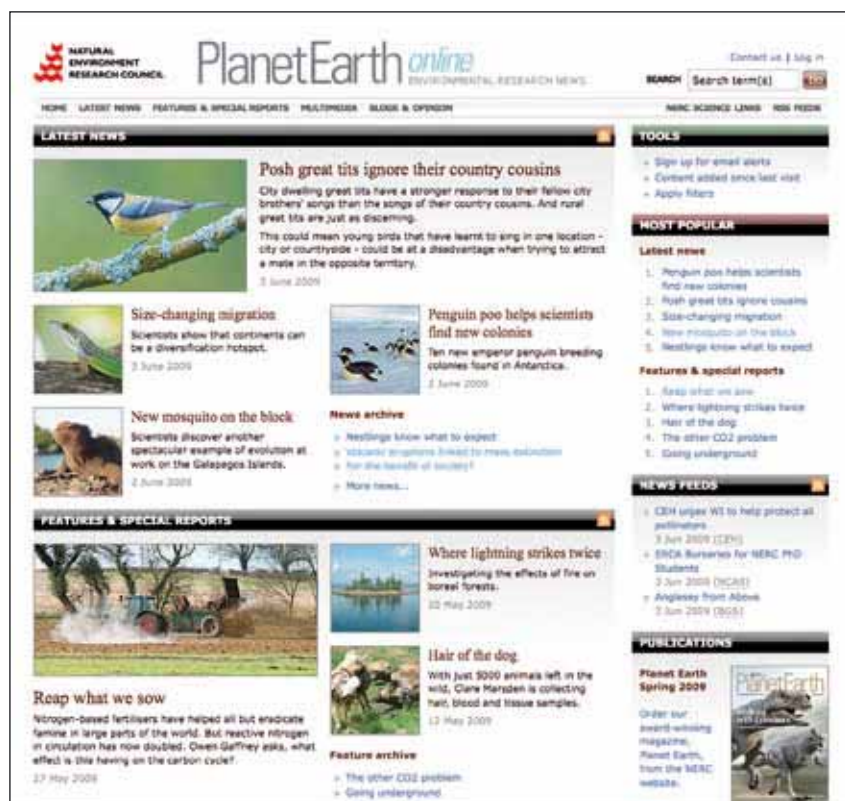 NATURAL
ENVIRONMENT
RESEARCH COUNCIL
PlanetEarth online
ENVIRONMENTAL RESEARCH NEWS
Contact us | Log in
SEARCH Search term(s)
HOME LATEST NEWS FEATURES & SPECIAL REPORTS MULTIMEDIA BLOGS & OPINION
NERC SCIENCE LINKS RSS FEEDS
LATEST NEWS
Posh great tits ignore their country cousins
City dwelling great tits have a stronger response to their fellow city
brothers' songs than the songs of their country cousins. And rural
great tits are just as discerning.
This could mean young birds that have learnt to sing in one location -
city or countryside - could be at a disadvantage when trying to attract
a mate in the opposite territory.
3 June 2009
Size-changing migration
Scientists show that continents can
be a diversification hotspot.
3 June 2009
Penguin poo helps scientists
find new colonies
Ten new emperor penguin breeding
colonies found in Antarctica.
2 June 2009
New mosquito on the block
Scientists discover another
spectacular example of evolution at
work on the Galapagos Islands.
2 June 2009
News archive
Nestlings know what to expect
Volcanic eruptions linked to mass extinction
For the benefit of society?
More news...
FEATURES & SPECIAL REPORTS
Reap what we sow
Nitrogen-based fertilisers have helped all but eradicate
famine in large parts of the world. But reactive nitrogen
in circulation has now doubled. Owen Gaffney asks, what
effect is this having on the carbon cycle?
27 May 2009
Where lightning strikes twice
Investigating the effects of fire on
boreal forests.
20 May 2009
Hair of the dog
With just 5000 animals left in the
wild, Clare Marsden is collecting
hair, blood and tissue samples.
12 May 2009
Feature archive
The other CO2 problem
Going underground
TOOLS
Sign up for email alerts
Content added since last visit
Apply filters
MOST POPULAR
Latest news
1. Penguin poo helps scientists
find new colonies
2. Posh great tits ignore cousins
3. Size-changing migration
4. New mosquito on the block
5. Nestlings know what to expect
Features & special reports
1. Reap what we sow
2. Where lightning strikes twice
3. Hair of the dog
4. The other CO2 problem
5. Going underground
NEWS FEEDS
CEH urges WI to help protect all
pollinators
3 Jun 2009 (CEH)
Bursaries for NERC PhD
Students
3 Jun 2009 (NCAS)
Anglesey from Above
3 Jun 2009 (BGS)
PUBLICATIONS
Planet Earth
Spring 2009
Order our
award-winning
magazine,
Planet Earth,
from the NERC
website.
PlanetEarth